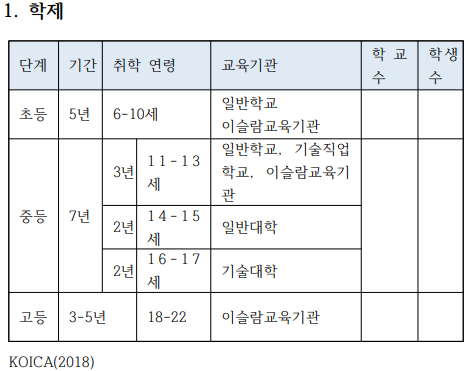 1. 학제
단계 기간 취학 연령 교육기관 학 교 수 학생 수
초등 5년 6-10세 일반학교
이슬람교육기관
중등 7년
3년 11-13세 일반학교, 기술직업
학교, 이슬람교육기
관
2년 14-15세 일반대학
2년 16-17세 기술대학
고등 3-5년 18-22 이슬람교육기관
KOICA(2018)